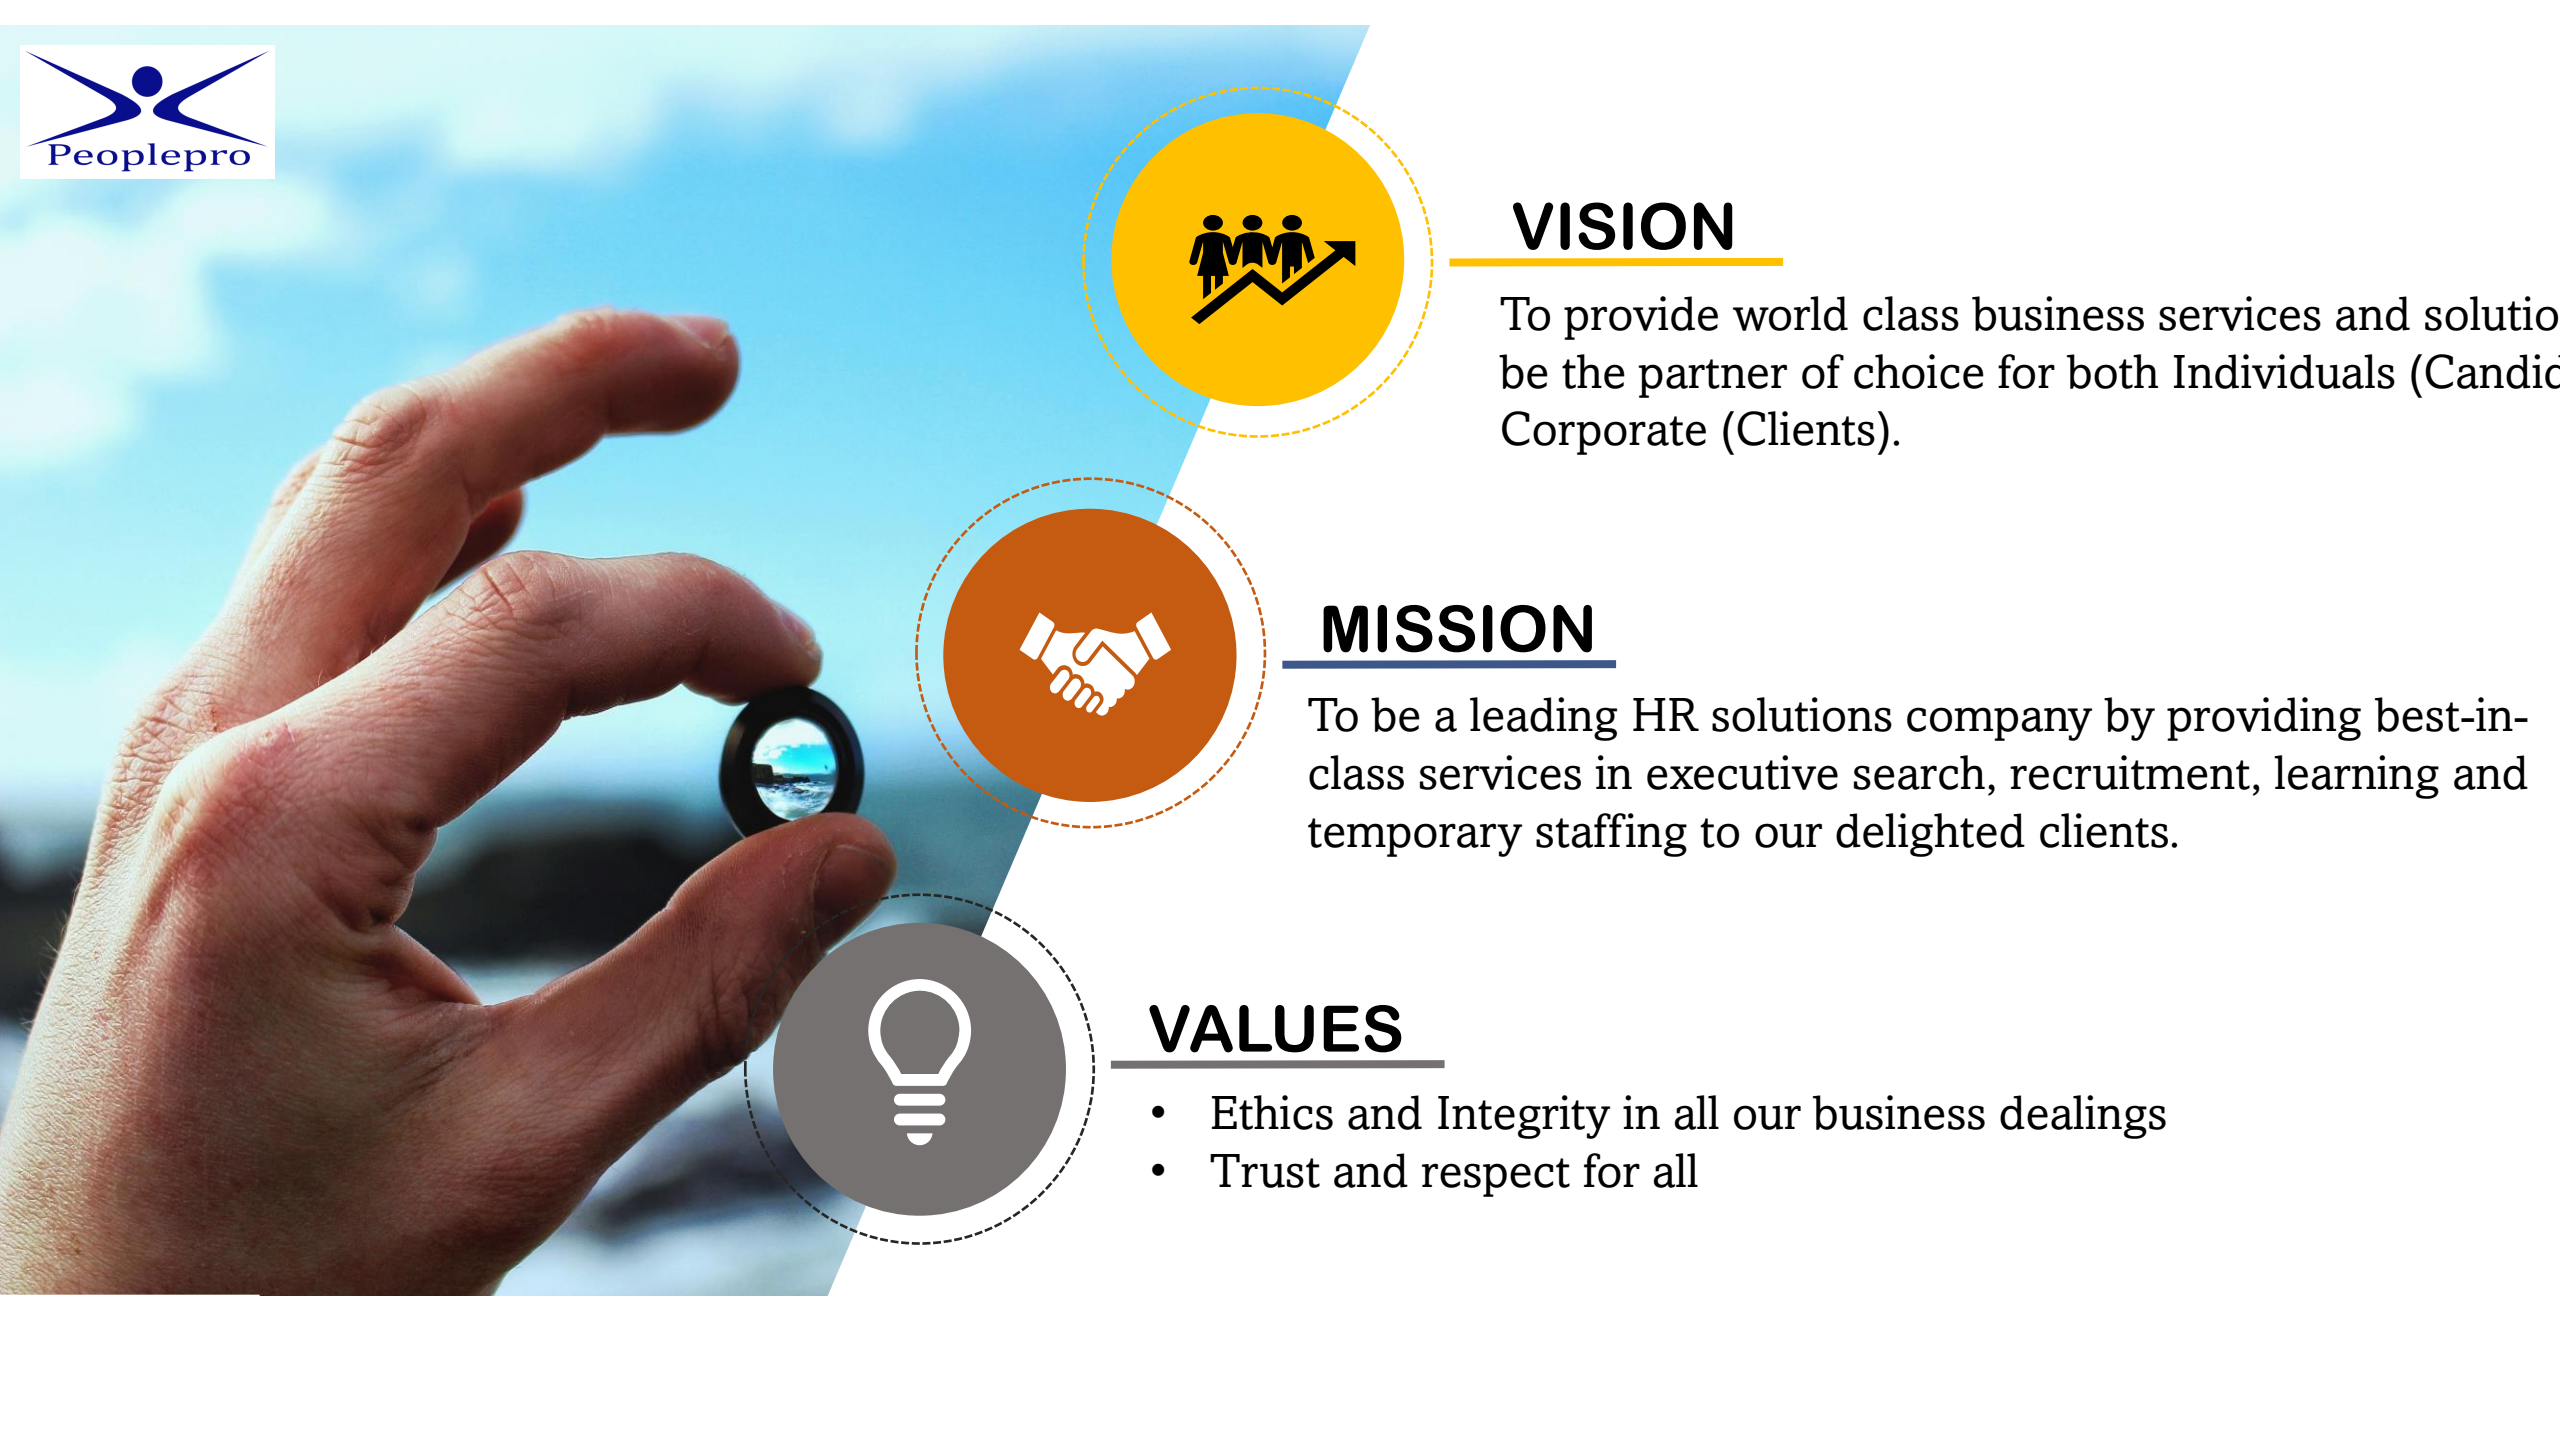 Peoplepro
VISION
To provide world class business services and
be the partner of choice for both Individuals
Corporate (Clients).
MISSION
To be a leading HR solutions company by providing best-in-
class services in executive search, recruitment, learning and
temporary staffing to our delighted clients.
VALUES
• Ethics and Integrity in all our business dealings
• Trust and respect for all